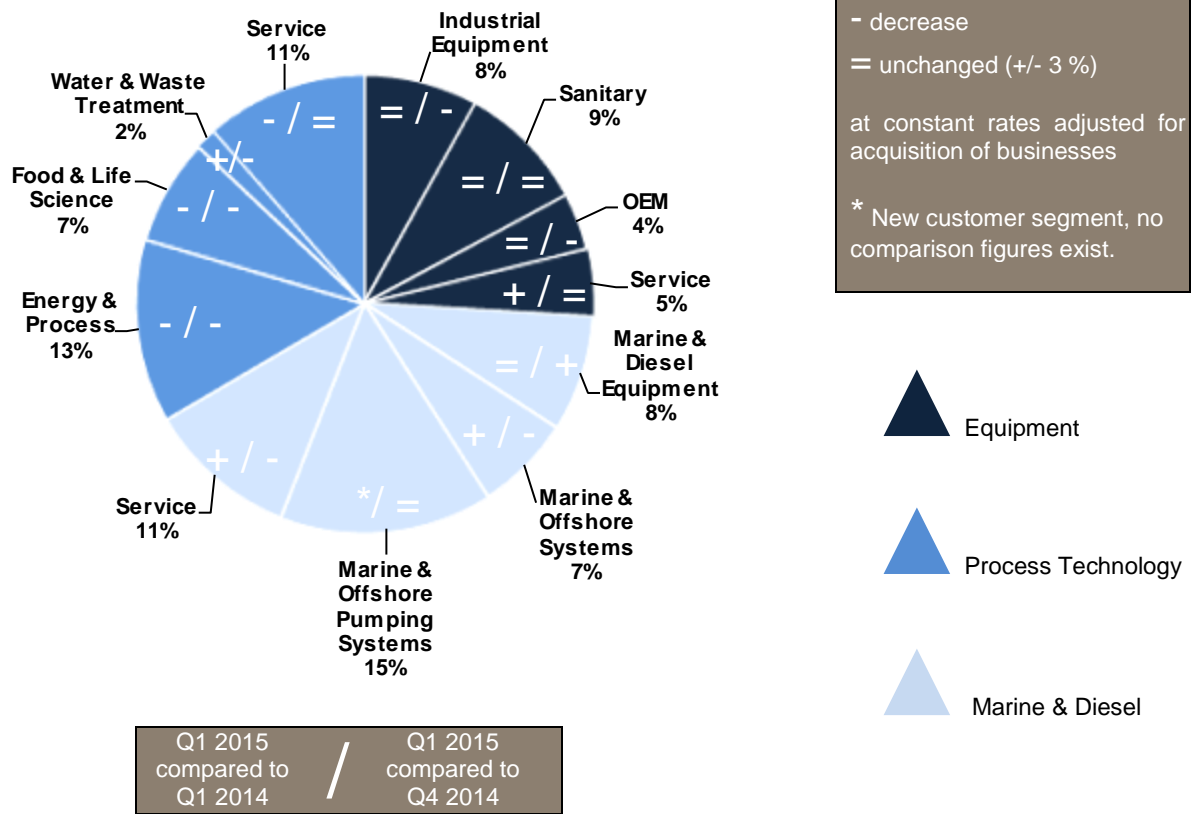 Service
11%
- / =
Industrial
Equipment
8%
= / -
Sanitary
9%
= / =
OEM
4%
= / -
Service
5%
+ / =
Marine &
Diesel
Equipment
8%
= / +
Marine &
Offshore
Systems
7%
+ / -
Marine &
Offshore
Pumping
Systems
15%
*/ =
Service
11%
+ / -
Energy &
Process
13%
- / -
Food & Life
Science
7%
- / -
Water & Waste
Treatment
2%
+/-
- decrease
= unchanged (+/- 3 %)
at constant rates adjusted for
acquisition of businesses
* New customer segment, no
comparison figures exist.
Equipment
Process Technology
Marine & Diesel
Q1 2015
compared to
Q1 2014
/
Q1 2015
compared to
Q4 2014